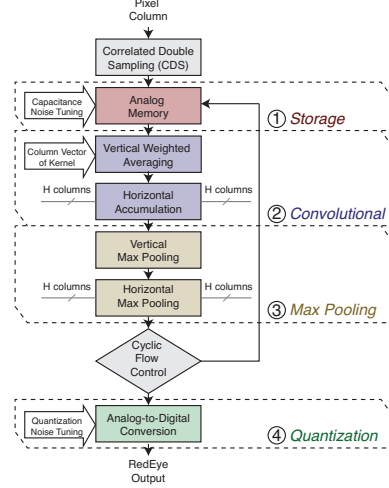 Pixel
Column
Correlated Double
Sampling (CDS)
Capacitance
Noise Tuning
Analog
Memory
① Storage
Column Vector
of Kernel
Vertical Weighted
Averaging
H columns
Horizontal
Accumulation
H columns
② Convolutional
Vertical
Max Pooling
H columns
Horizontal
Max Pooling
H columns
③ Max Pooling
Cyclic
Flow
Control
Quantization
Noise Tuning
Analog-to-Digital
Conversion
④ Quantization
RedEye
Output